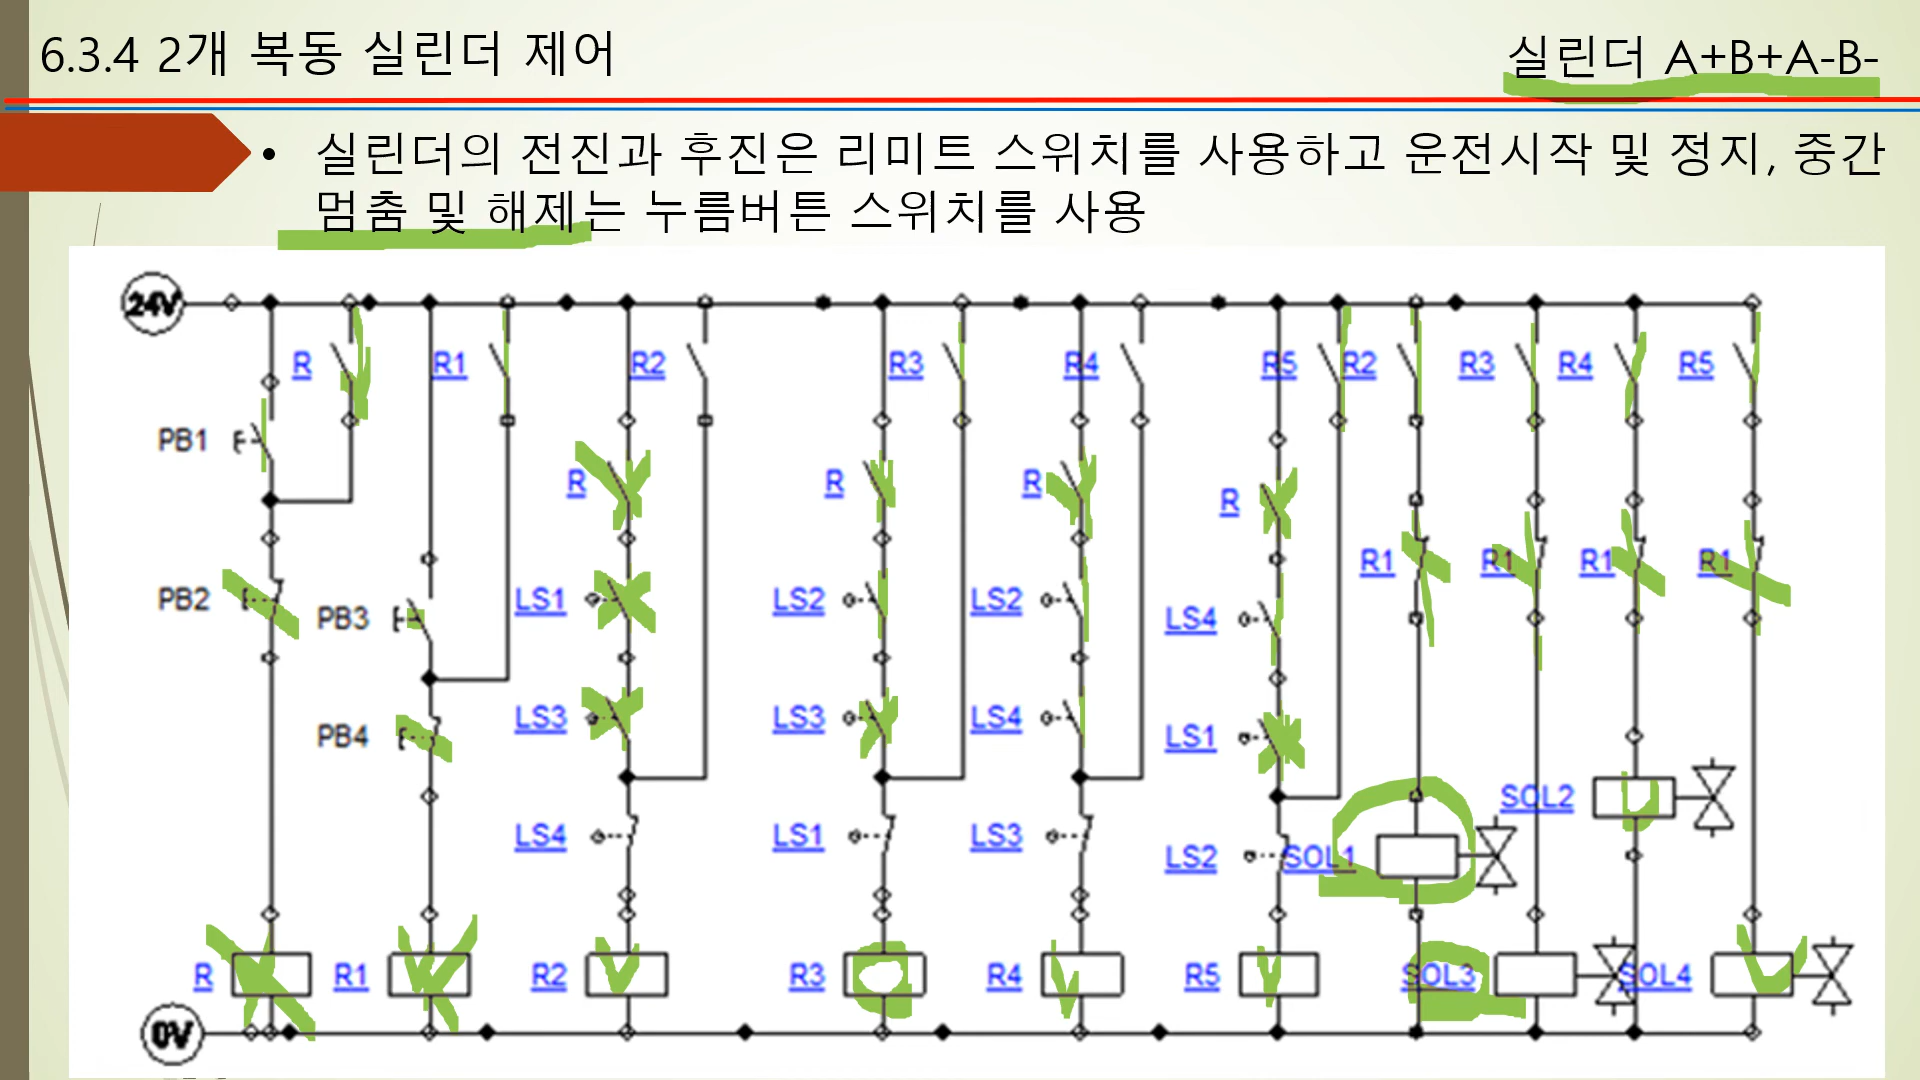 6.3.4 2개 복동 실린더 제어
실린더 A+B+A-B-
• 실린더의 전진과 후진은 리미트 스위치를 사용하고 운전시작 및 정지, 중간
멈춤 및 해제는 누름버튼 스위치를 사용
24V
R R1 R2 R3 R4 R5 R2 R3 R4 R5
PB1
R R R R
R1 R1 R1 R1
PB2 PB3 LS1 LS2 LS2 LS4
PB4 LS3 LS3 LS4 LS1
SOL2
LS4 LS1 LS3 LS2 SOL1
R R1 R2 R3 R4 R5 SOL3 SOL4
0V